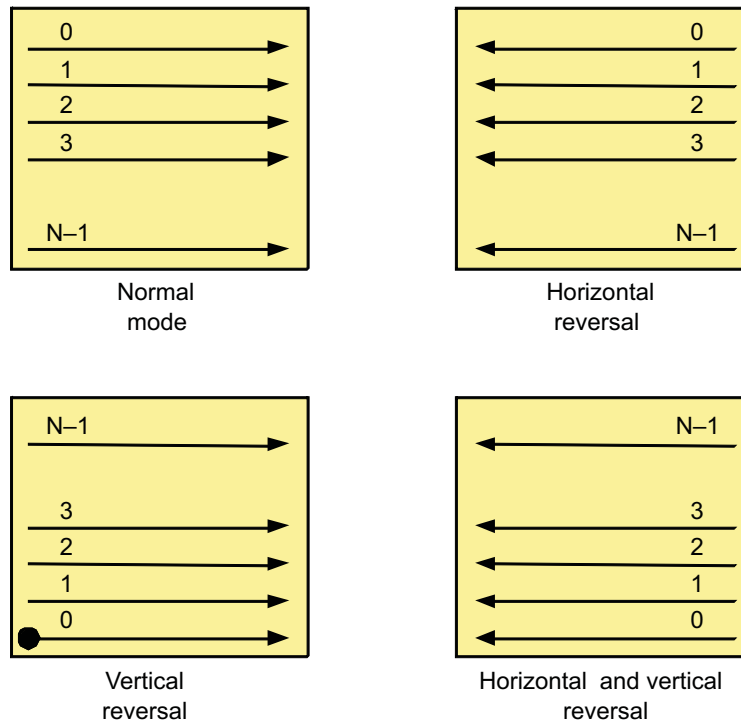 0
1
2
3
N–1
Normal
mode
0
1
2
3
N–1
Horizontal
reversal
N–1
3
2
1
0
Vertical
reversal
N–1
3
2
1
0
Horizontal and vertical
reversal